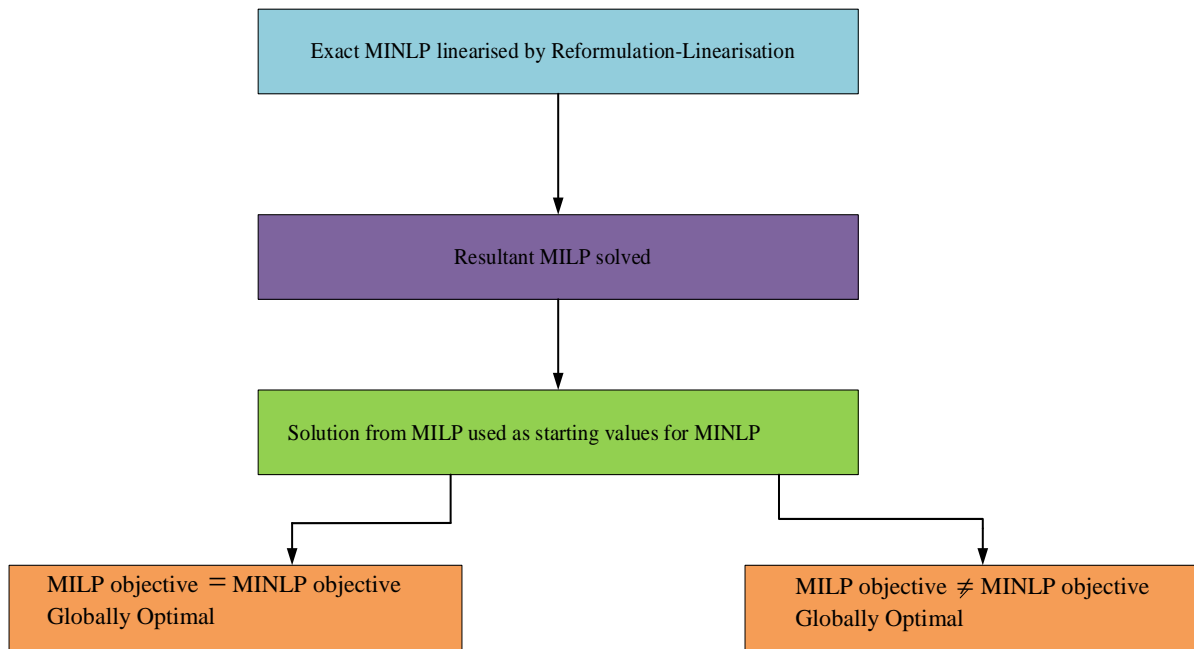 Exact MINLP linearised by Reformulation-Linearisation
Resultant MILP solved
Solution from MILP used as starting values for MINLP
MILP objective = MINLP objective
Globally Optimal
MILP objective ≠ MINLP objective
Globally Optimal